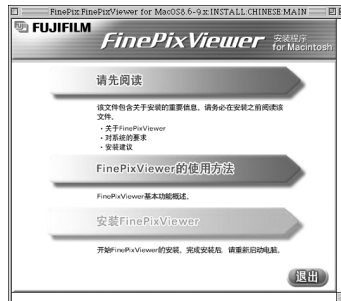 FinePix FinePixViewer for MacOS8.6-9.x:INSTALL:CHINESE:MAIN
FUJIFILM
FinePixViewer 安装程序
for Macintosh
请先阅读
该文件包含关于安装的重要信息，请务必在安装之前阅读该
文件。
・关于FinePixViewer
・对系统的要求
・安装建议
FinePixViewer的使用方法
FinePixViewer基本功能概述。
安装FinePixViewer
开始FinePixViewer的安装。完成安装后，请重新启动电脑。
退出